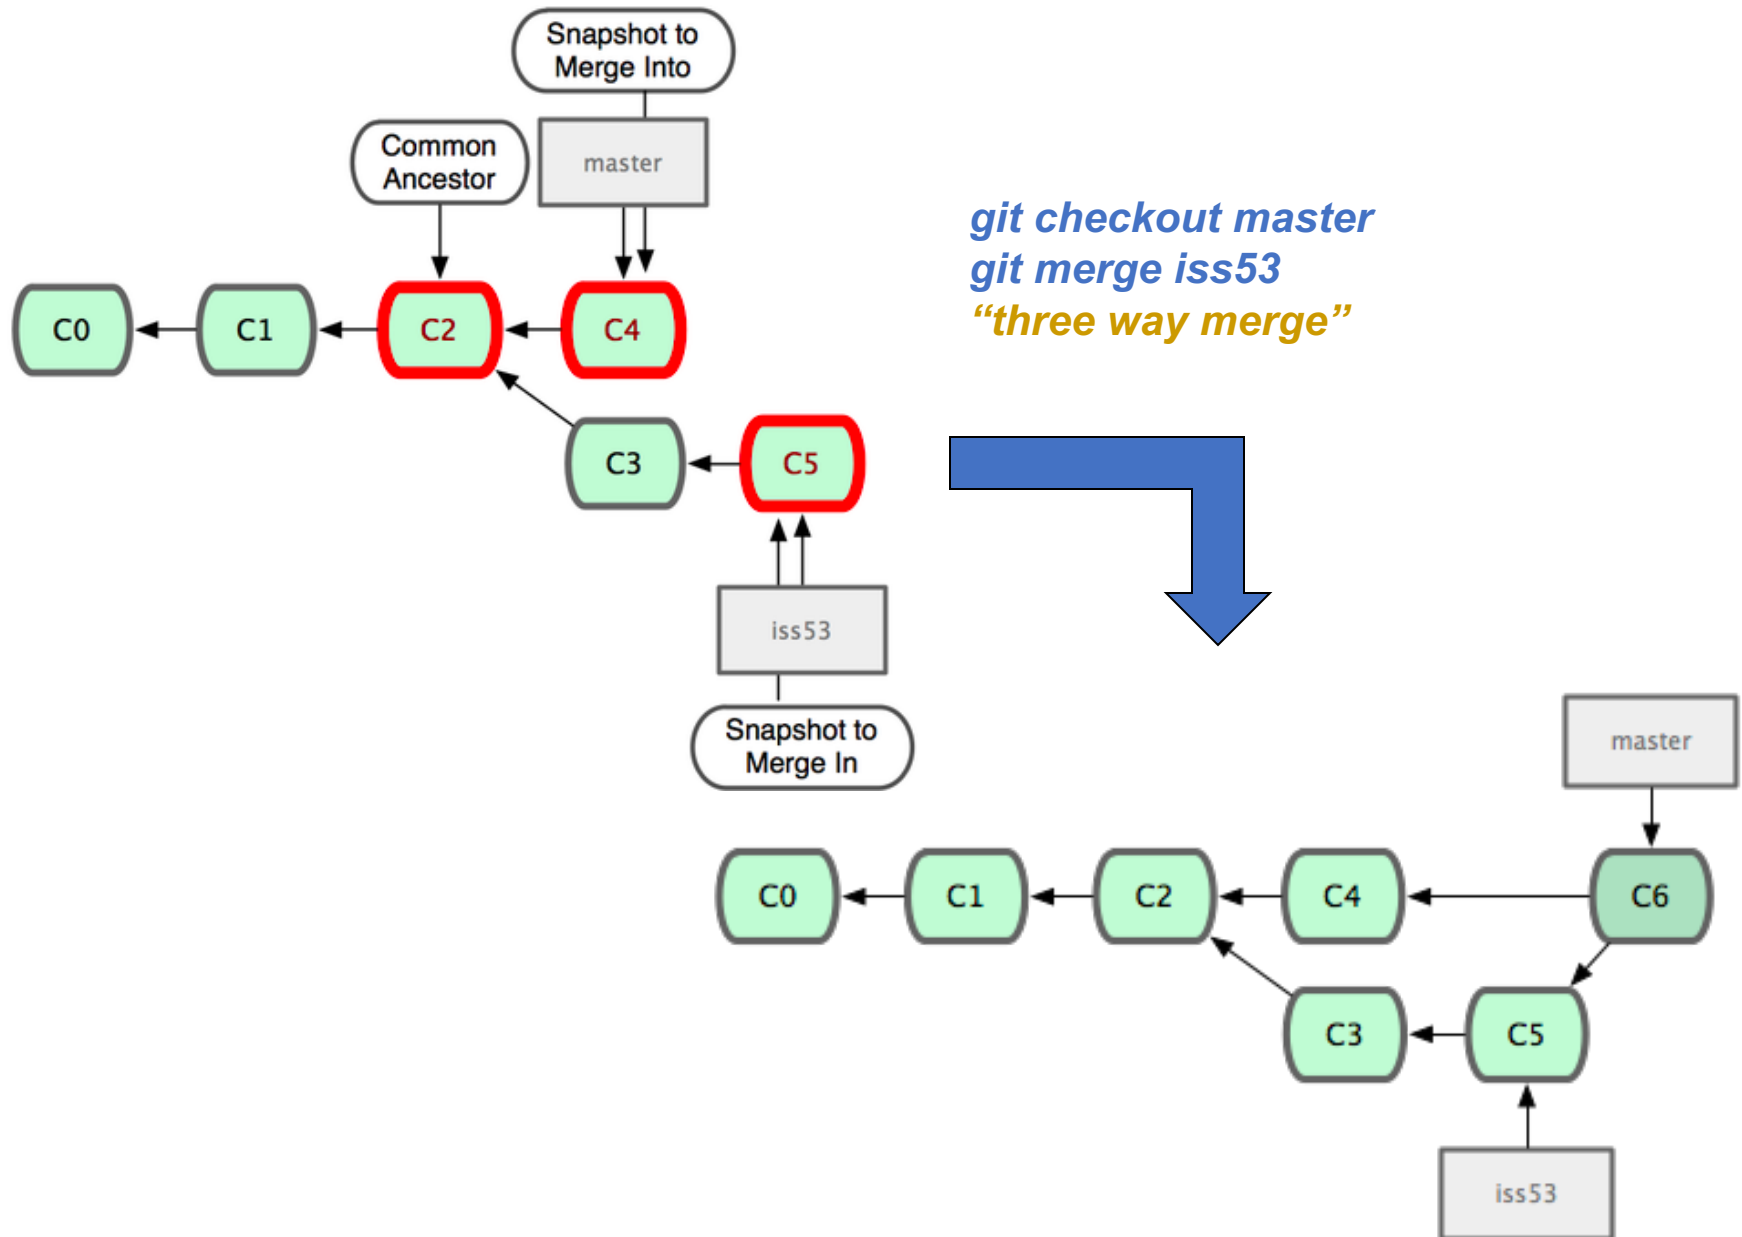 Snapshot to
Merge Into
Common
Ancestor
master
git checkout master
git merge iss53
“three way merge”
C0
C1
C2
C4
C3
C5
iss53
Snapshot to
Merge In
master
C0
C1
C2
C4
C6
C3
C5
iss53